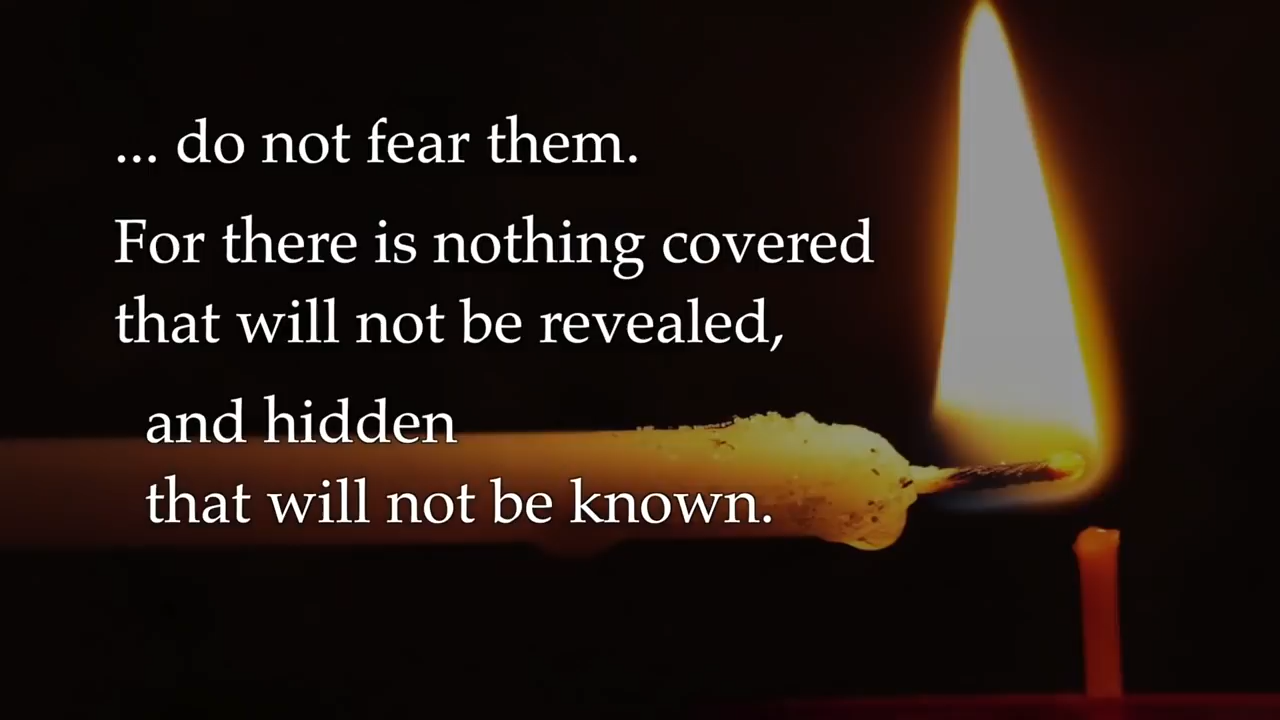 ... do not fear them.
For there is nothing covered
that will not be revealed,
and hidden
that will not be known.